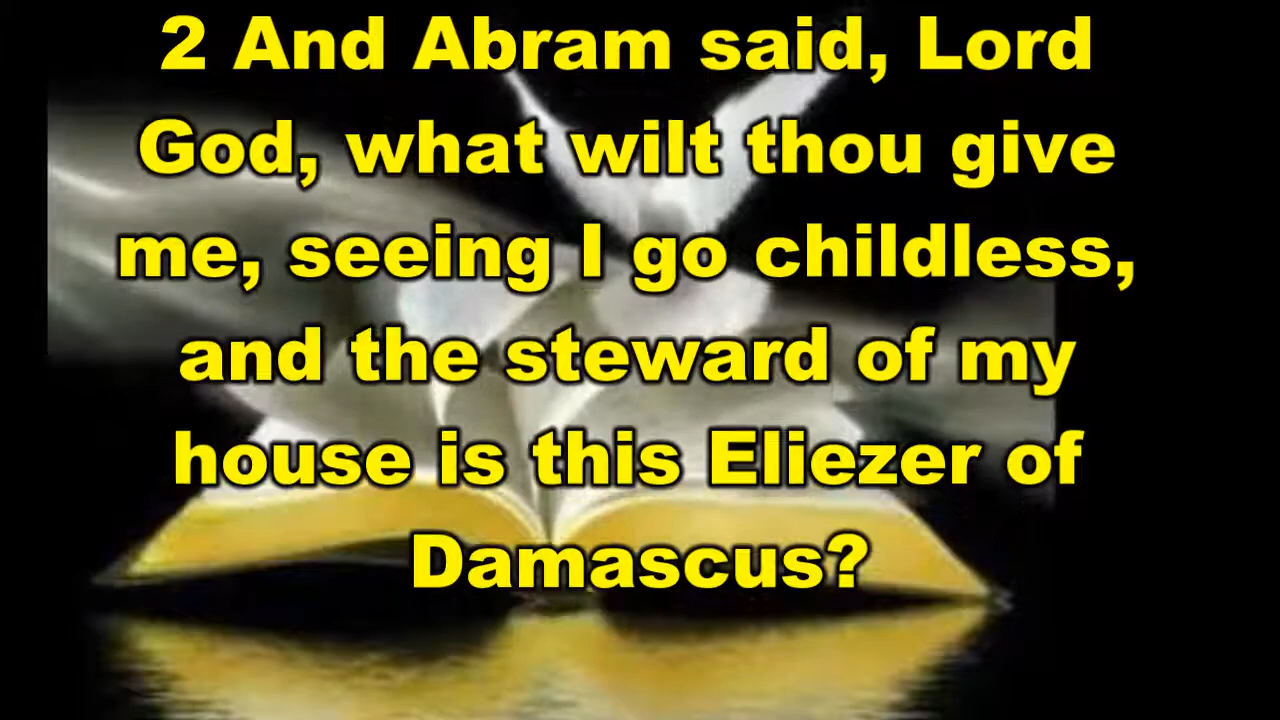 2 And Abram said, Lord
God, what wilt thou give
me, seeing I go childless,
and the steward of my
house is this Eliezer of
Damascus?